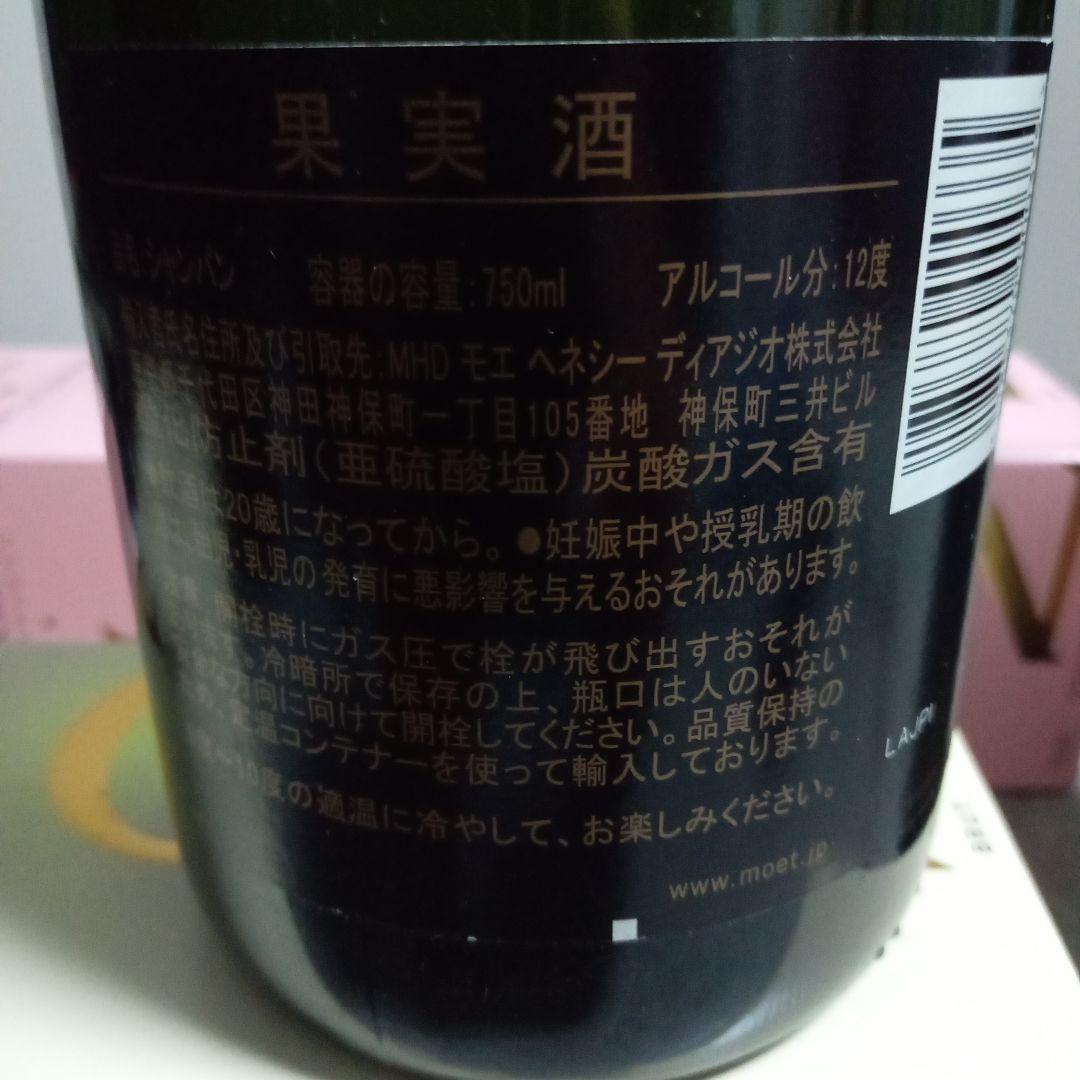 果実酒
シャンパン 容器の容量:750ml アルコール分:12度
名住所及び引取先:MHD モエ ヘネシー ディアジオ株式会社
代田区神田神保町一丁目105番地 神保町三井ビル
防止剤(亜硫酸塩)炭酸ガス含有
は20歳になってから。●妊娠中や授乳期の飲
児・乳児の発育に悪影響を与えるおそれがあります。
開栓時にガス圧で栓が飛び出すおそれが
。冷暗所で保存の上、瓶口は人のいない
方向に向けて開栓してください。品質保持の
定温コンテナーを使って輸入しております。
~10度の適温に冷やして、お楽しみください。
www.moet.jp
LAJPI